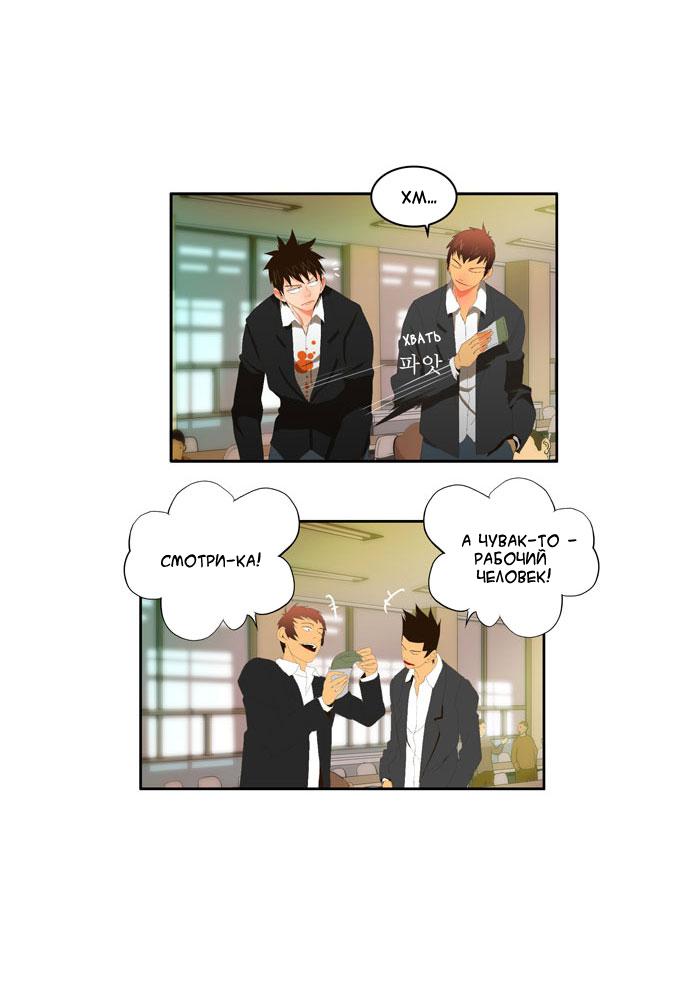 ХМ...
ХВАТЬ
파앗
СМОТРИ-КА!
А ЧУВАК-ТО -
РАБОЧИЙ
ЧЕЛОВЕК!